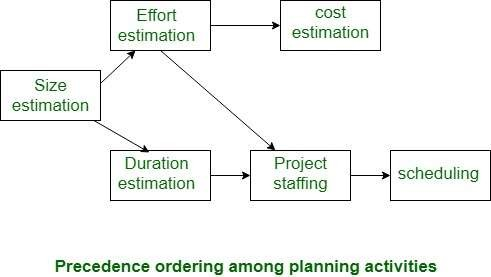 Effort
estimation
cost
estimation
Size
estimation
Duration
estimation
Project
staffing
scheduling
Precedence ordering among planning activities